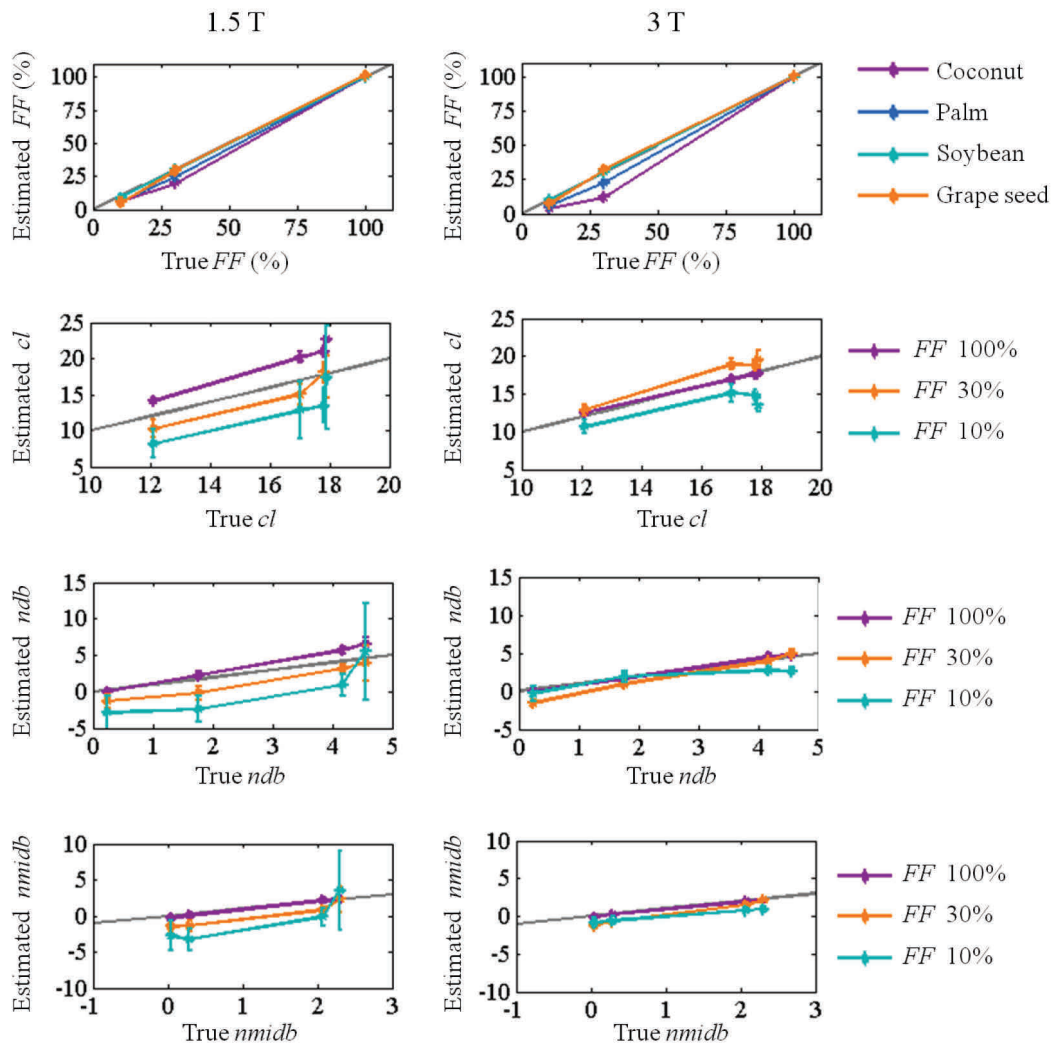 1.5 T
3 T
Estimated FF (%)
100
75
50
25
0
0 25 50 75 100
True FF (%)
Estimated FF (%)
100
75
50
25
0
0 25 50 75 100
True FF (%)
Coconut
Palm
Soybean
Grape seed
Estimated cl
25
20
15
10
5
10 12 14 16 18 20
True cl
Estimated cl
25
20
15
10
5
10 12 14 16 18 20
True cl
FF 100%
FF 30%
FF 10%
Estimated ndb
15
10
5
0
-5
0 1 2 3 4 5
True ndb
Estimated ndb
15
10
5
0
-5
0 1 2 3 4 5
True ndb
FF 100%
FF 30%
FF 10%
Estimated nmidb
10
5
0
-5
-10
-1 0 1 2 3
True nmidb
Estimated nmidb
10
5
0
-5
-10
-1 0 1 2 3
True nmidb
FF 100%
FF 30%
FF 10%